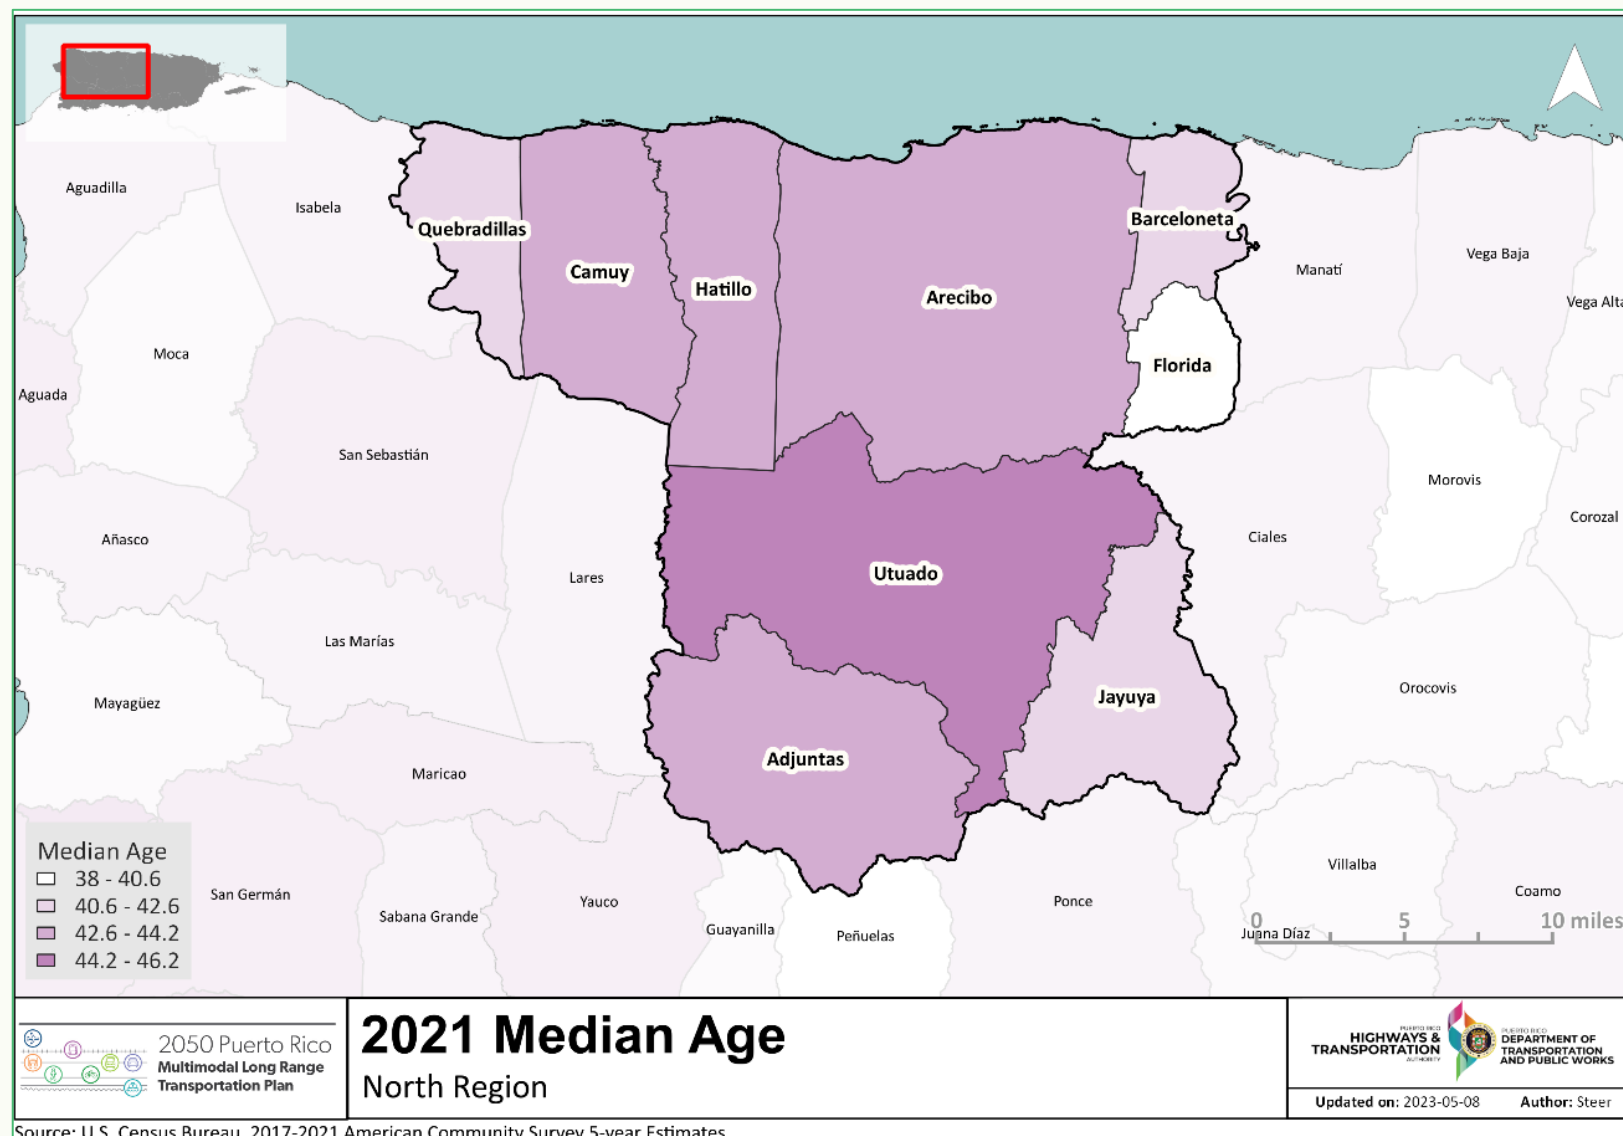 Aguadilla
Isabela
Quebradillas
Camuy
Hatillo
Arecibo
Barceloneta
Manatí
Vega Baja
Vega Alta
Moca
Aguada
Florida
San Sebastián
Morovis
Corozal
Añasco
Lares
Utuado
Ciales
Las Marías
Mayagüez
Jayuya
Orocovis
Adjuntas
Maricao
San Germán
Sabana Grande
Yauco
Guayanilla
Peñuelas
Ponce
Juana Díaz
Villalba
Coamo
0 5 10 miles
Median Age
38 - 40.6
40.6 - 42.6
42.6 - 44.2
44.2 - 46.2
2050 Puerto Rico
Multimodal Long Range
Transportation Plan
2021 Median Age
North Region
PUERTO RICO
HIGHWAYS &
TRANSPORTATION
AUTHORITY
PUERTO RICO
DEPARTMENT OF
TRANSPORTATION
AND PUBLIC WORKS
Updated on: 2023-05-08 Author: Steer
Source: U.S. Census Bureau, 2017-2021 American Community Survey 5-year Estimates